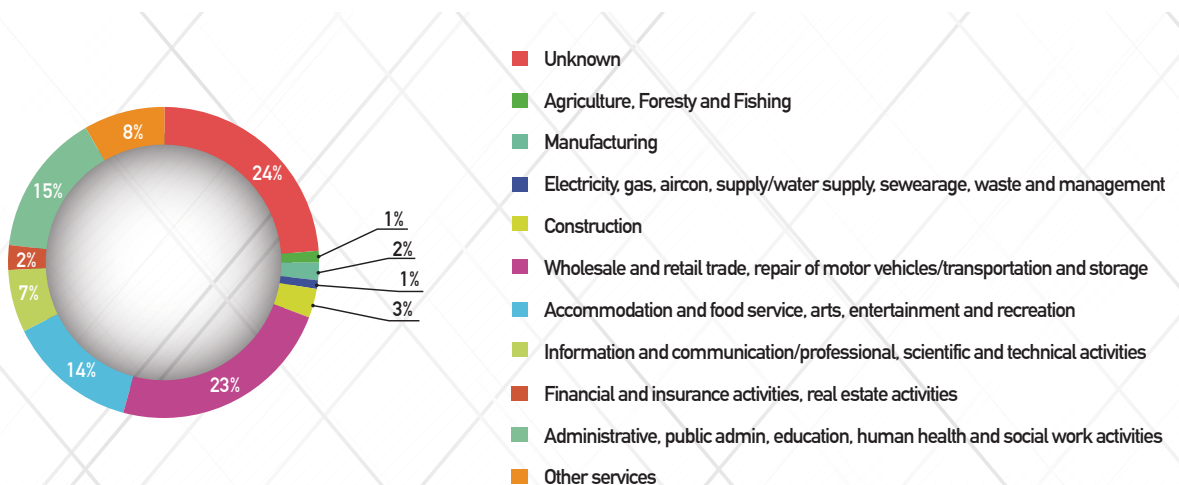 Unknown
Agriculture, Foresty and Fishing
Manufacturing
Electricity, gas, aircon, supply/water supply, sewearage, waste and management
Construction
Wholesale and retail trade, repair of motor vehicles/transportation and storage
Accommodation and food service, arts, entertainment and recreation
Information and communication/professional, scientific and technical activities
Financial and insurance activities, real estate activities
Administrative, public admin, education, human health and social work activities
Other services
24%
1%
2%
1%
3%
23%
14%
7%
2%
15%
8%